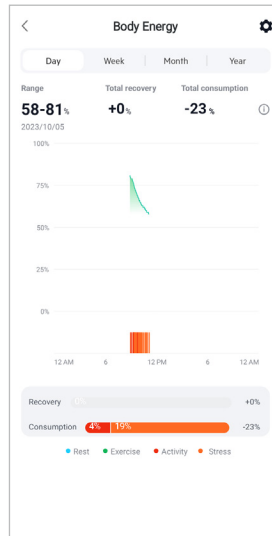 Body Energy
Day Week Month Year
Range Total recovery Total consumption
58-81% +0% -23%
2023/10/05
100%
75%
50%
25%
0%
12 AM 6 12 PM 6 12 AM
Recovery +0%
Consumption 4% 19% -23%
Rest Exercise Activity Stress